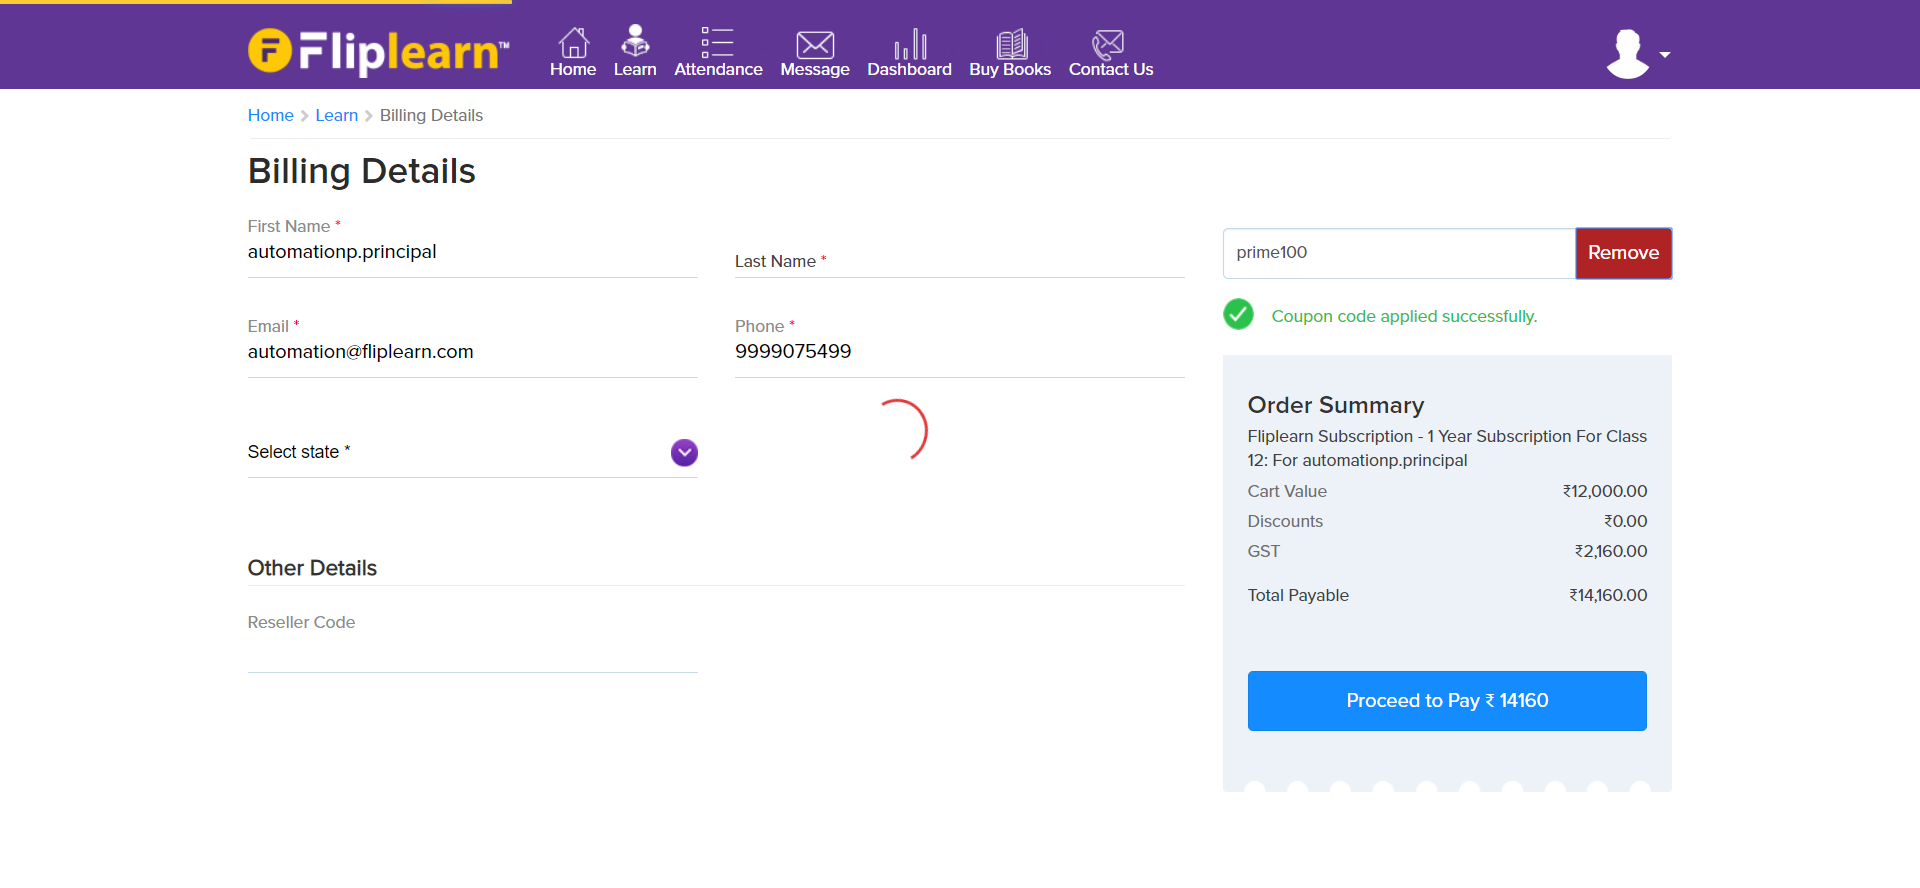 Fliplearn™
Home Learn Attendance Message Dashboard Buy Books Contact Us
Home Learn Billing Details
Billing Details
First Name *
automationp.principal
Last Name *
Email *
automation@fliplearn.com
Phone *
9999075499
Select state *
Other Details
Reseller Code
prime100
Remove
Coupon code applied successfully.
Order Summary
Fliplearn Subscription - 1 Year Subscription For Class
12: For automationp.principal
Cart Value ₹12,000.00
Discounts ₹0.00
GST ₹2,160.00
Total Payable ₹14,160.00
Proceed to Pay ₹ 14160